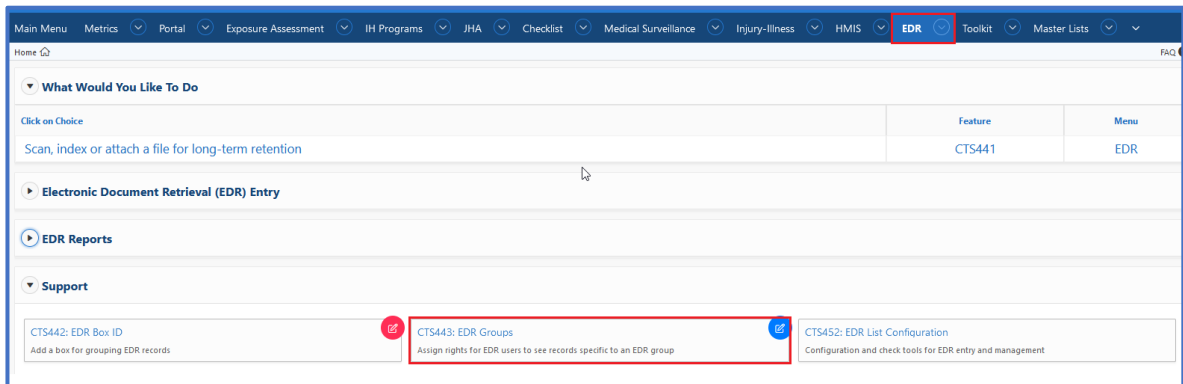 Main Menu Metrics Portal Exposure Assessment IH Programs JHA Checklist Medical Surveillance Injury-Illness HMIS EDR Toolkit Master Lists
Home FAQ
What Would You Like To Do
Click on Choice Feature Menu
Scan, index or attach a file for long-term retention CTS441 EDR
Electronic Document Retrieval (EDR) Entry
EDR Reports
Support
CTS442: EDR Box ID CTS443: EDR Groups CTS452: EDR List Configuration
Add a box for grouping EDR records Assign rights for EDR users to see records specific to an EDR group Configuration and check tools for EDR entry and management